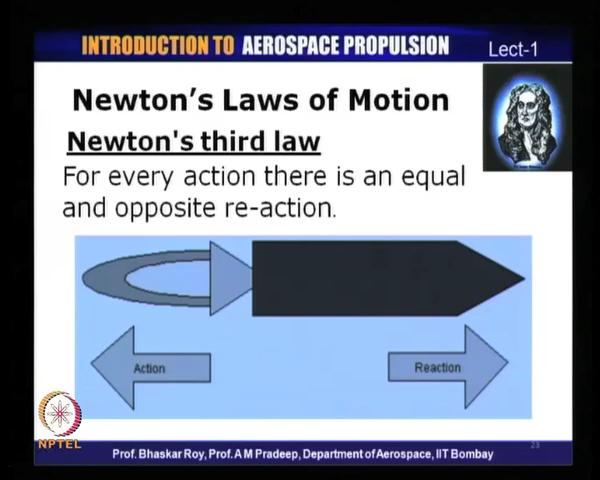 INTRODUCTION TO AEROSPACE PROPULSION
Lect-1
Newton's Laws of Motion
Newton's third law
For every action there is an equal
and opposite re-action.
Action
Reaction
NPTEL
23
Prof. Bhaskar Roy, Prof. A M Pradeep, Department of Aerospace, IIT Bombay